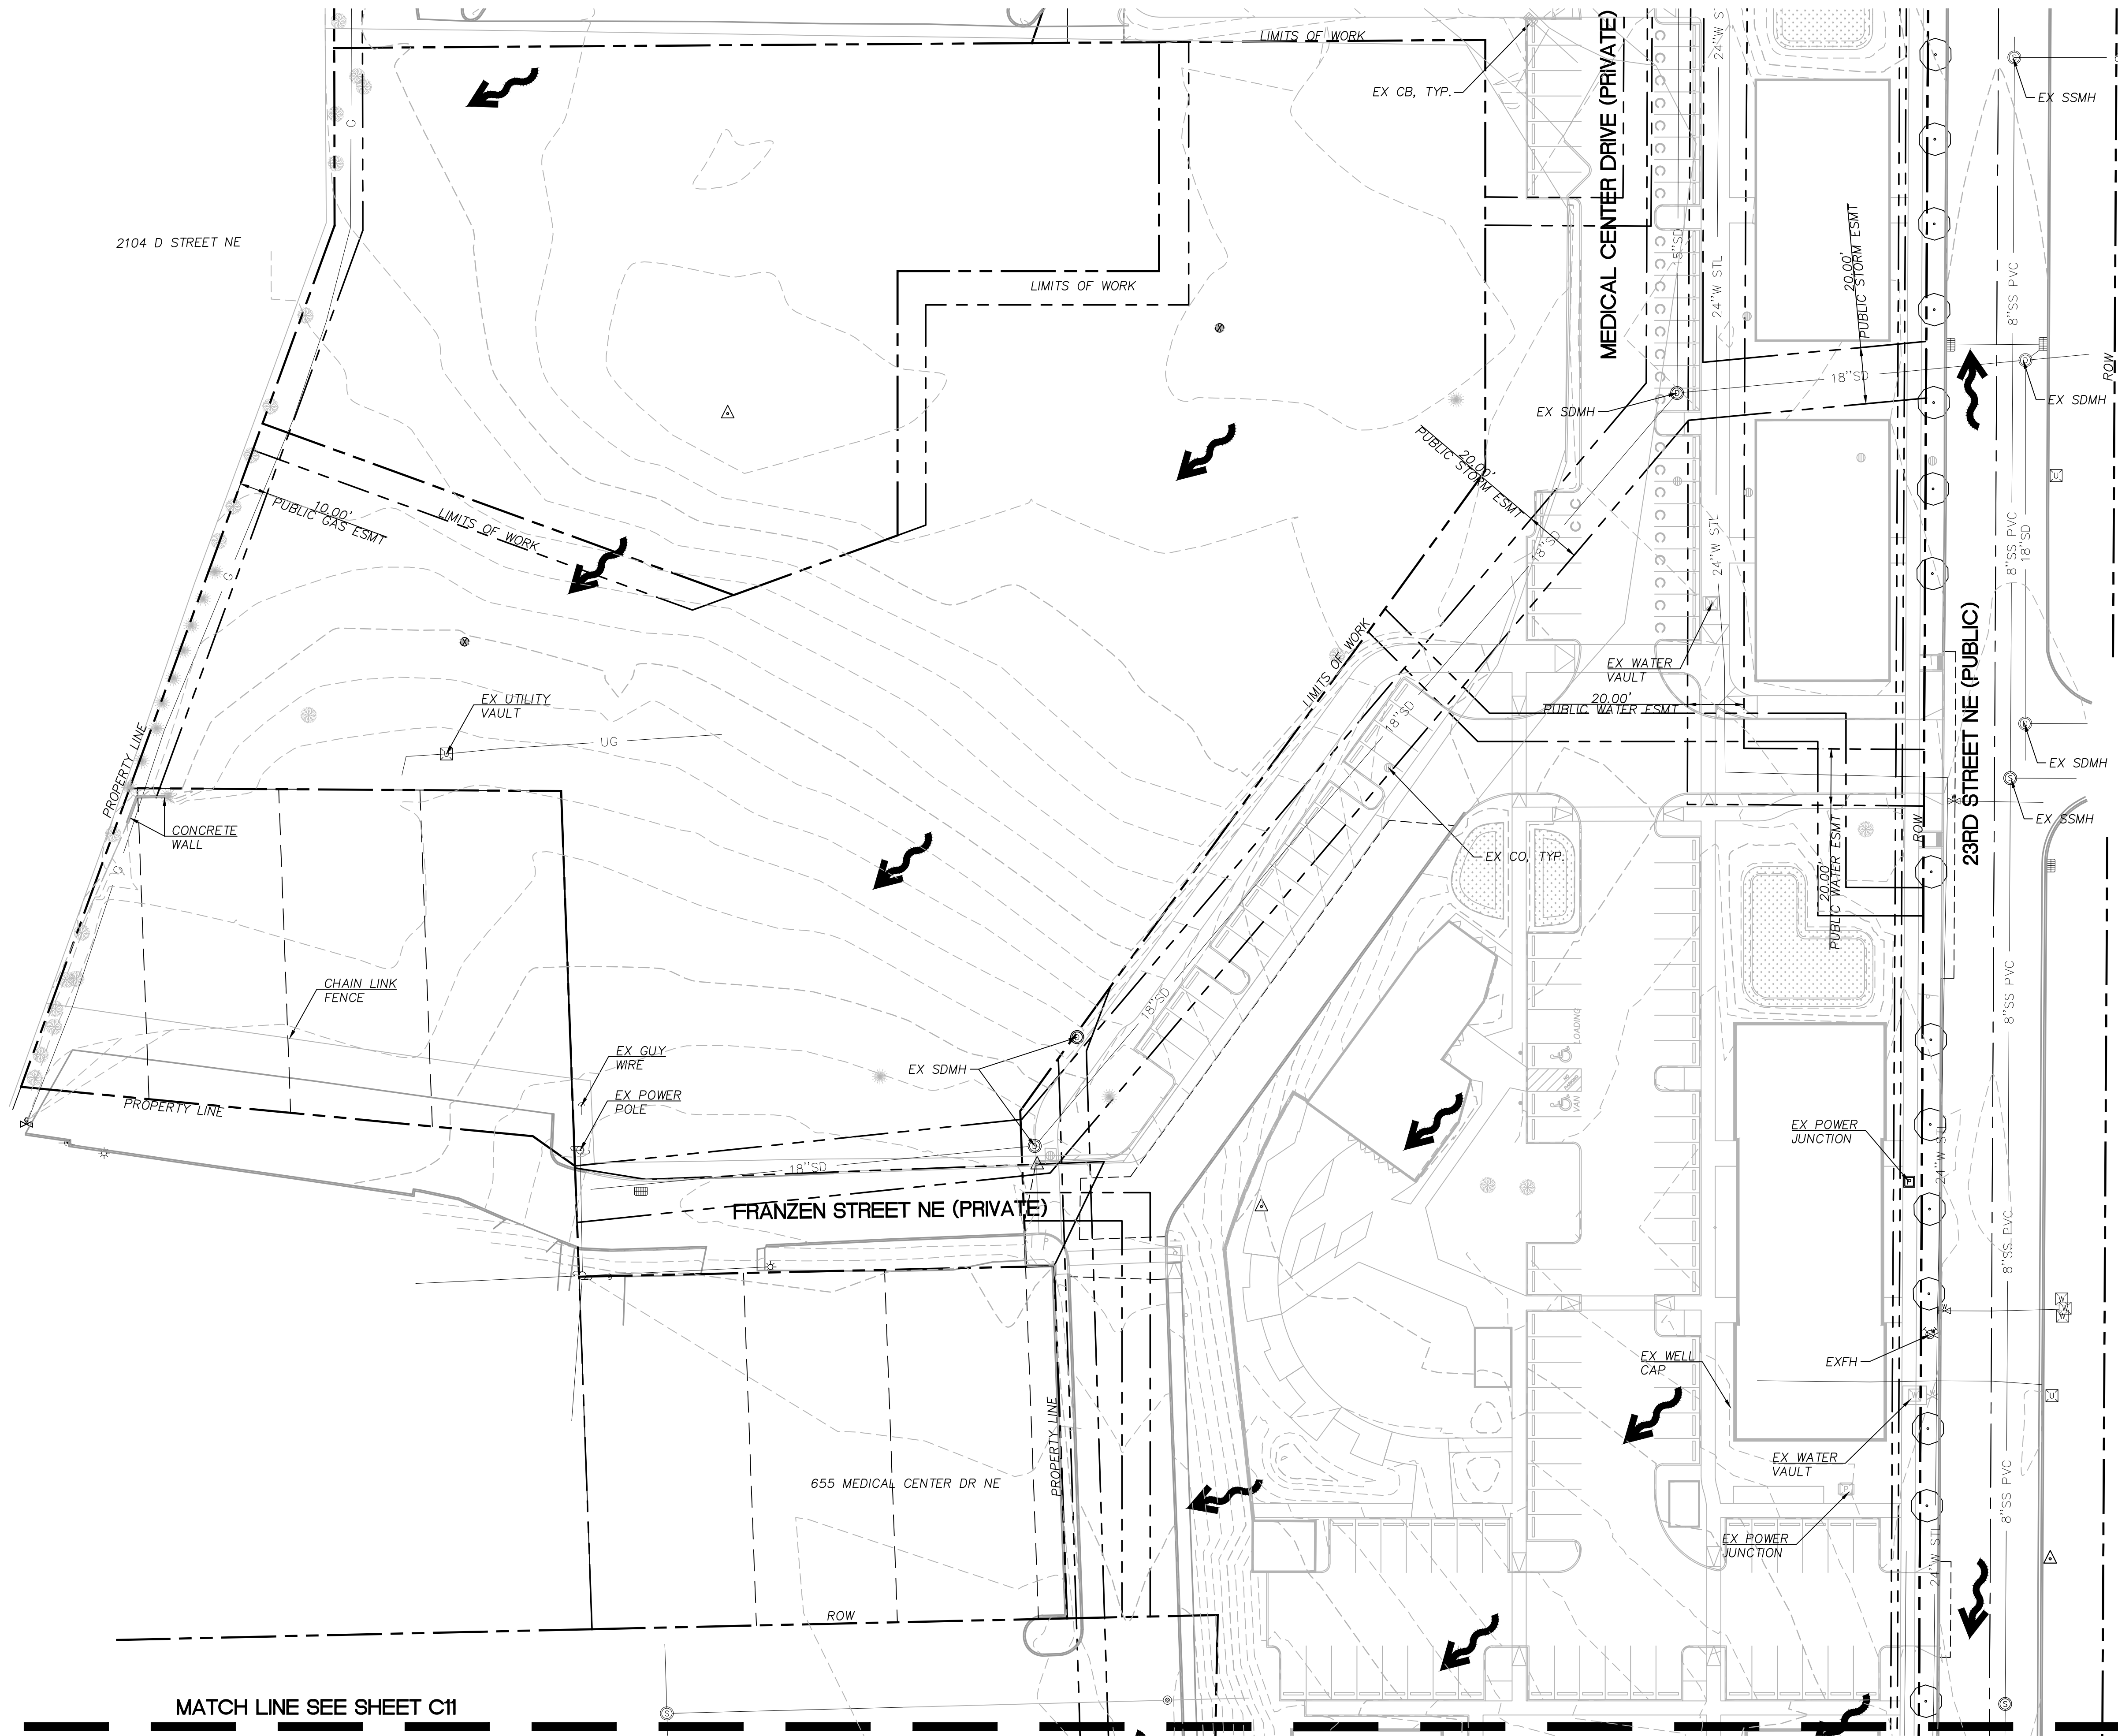 LIMITS OF WORK
MEDICAL CENTER DRIVE (PRIVATE)
24"W S
EX CB, TYP.
EX SSMH
G
2104 D STREET NE
15"SD
24"W STL
20.00'
PUBLIC STORM ESMT
8"SS PVC
LIMITS OF WORK
ROW
18"SD
EX SDMH
EX SDMH
20.00'
PUBLIC STORM ESMT
U
10.00'
PUBLIC GAS ESMT
LIMITS OF WORK
18"SD
24"W STL
8"SS PVC
18"SD
G
LIMITS OF WORK
23RD STREET NE (PUBLIC)
EX WATER
VAULT
20.00'
PUBLIC WATER ESMT
EX UTILITY
VAULT
U
UG
18"SD
PROPERTY LINE
EX SDMH
S
EX SSMH
CONCRETE
WALL
G
EX CO, TYP.
ROW
20.00'
PUBLIC WATER ESMT
CHAIN LINK
FENCE
18"SD
8"SS PVC
LOADING
VAN
EX GUY
WIRE
EX SDMH
EX POWER
POLE
PROPERTY LINE
EX POWER
JUNCTION
P
24"W STL
18"SD
FRANZEN STREET NE (PRIVATE)
8"SS PVC
W
W
W
EXFH
EX WELL
CAP
U
W
PROPERTY LINE
655 MEDICAL CENTER DR NE
EX WATER
VAULT
P
8"SS PVC
EX POWER
JUNCTION
24"W STL
ROW
MATCH LINE SEE SHEET C11
S
S